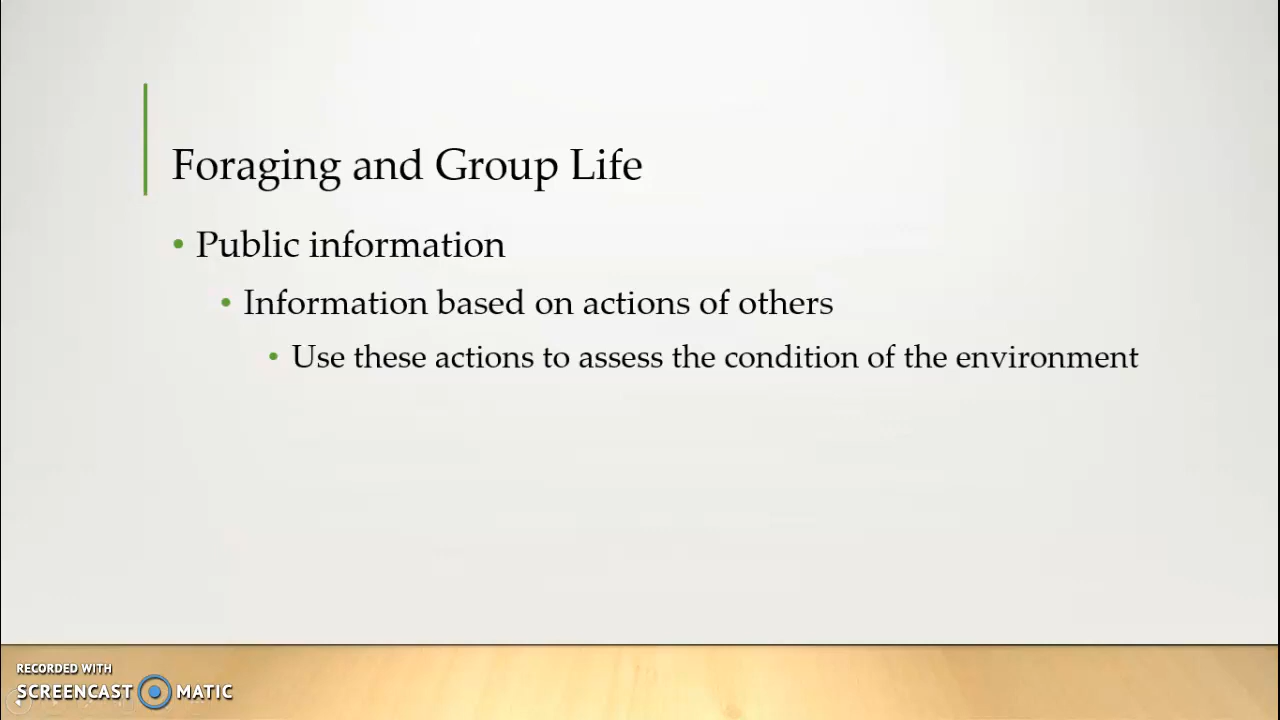 Foraging and Group Life
• Public information
• Information based on actions of others
• Use these actions to assess the condition of the environment
RECORDED WITH
SCREENCAST MATIC